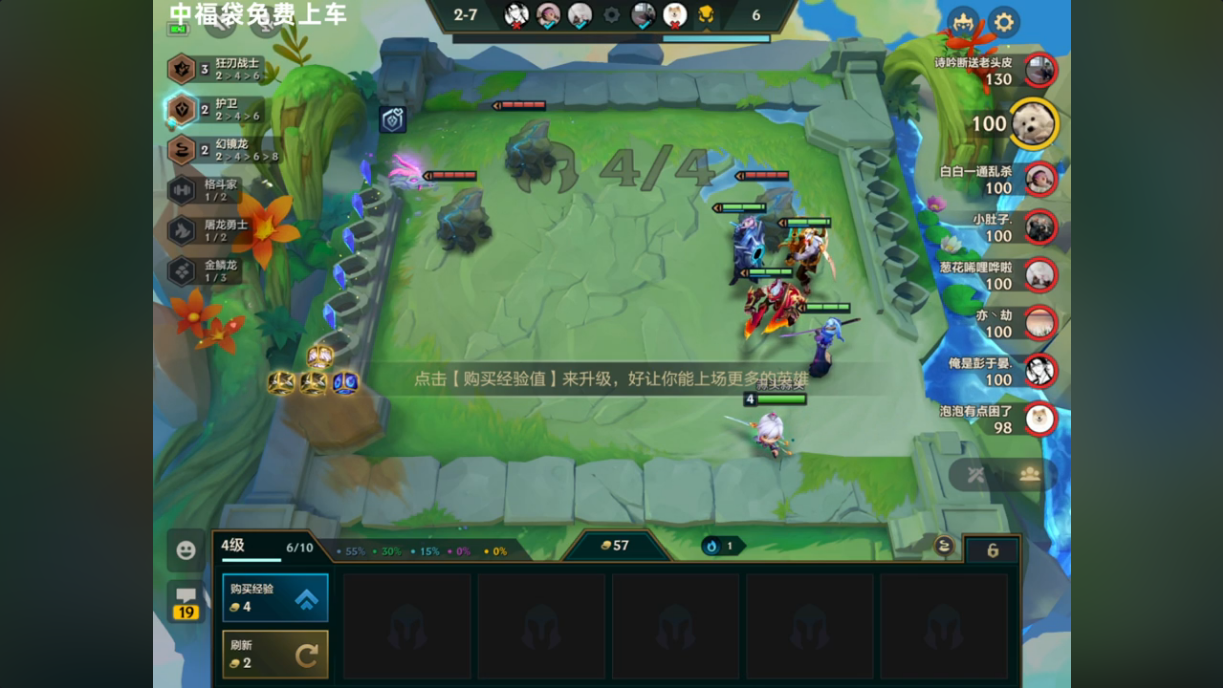 中福袋免费上车
2-7
6
3 狂刃战士
2 > 4 > 6
2 护卫
2 > 4 > 6
2 幻镜龙
2 > 4 > 6 > 8
格斗家
1 / 2
屠龙勇士
1 / 2
金鳞龙
1 / 3
4/4
诗吟断送老头皮
130
100
白白一通乱杀
100
小肚子.
100
葱花唏哩哗啦
100
亦丶劫
100
俺是彭于晏.
100
泡泡有点困了
98
点击【购买经验值】来升级，好让你能上场更多的英雄
4
4级
6/10
55% 30% 15% 0% 0%
57
1
6
购买经验
4
刷新
2
19